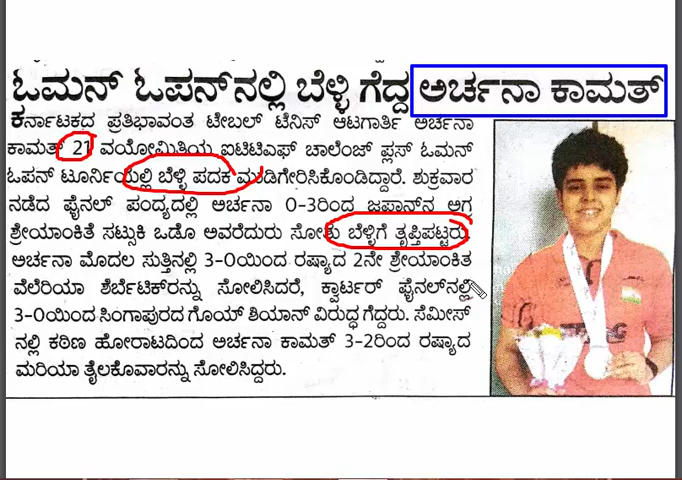 ಓಮನ್ ಓಪನ್‌ನಲ್ಲಿ ಬೆಳ್ಳಿ ಗೆದ್ದ ಅರ್ಚನಾ ಕಾಮತ್
ಕರ್ನಾಟಕದ ಪ್ರತಿಭಾವಂತ ಟೇಬಲ್ ಟೆನಿಸ್ ಆಟಗಾರ್ತಿ ಅರ್ಚನಾ
ಕಾಮತ್ 21 ವಯೋಮಿತಿಯ ಐಟಿಟಿಎಫ್ ಚಾಲೆಂಜ್ ಪ್ಲಸ್ ಓಮನ್
ಓಪನ್ ಟೂರ್ನಿಯಲ್ಲಿ ಬೆಳ್ಳಿ ಪದಕ ಮುಡಿಗೇರಿಸಿಕೊಂಡಿದ್ದಾರೆ. ಶುಕ್ರವಾರ
ನಡೆದ ಫೈನಲ್ ಪಂದ್ಯದಲ್ಲಿ ಅರ್ಚನಾ 0-3ರಿಂದ ಜಪಾನ್‌ನ ಅಗ್ರ
ಶ್ರೇಯಾಂಕಿತೆ ಸಟ್ಸುಕಿ ಒಡೊ ಅವರೆದುರು ಸೋತು ಬೆಳ್ಳಿಗೆ ತೃಪ್ತಿಪಟ್ಟರು.
ಅರ್ಚನಾ ಮೊದಲ ಸುತ್ತಿನಲ್ಲಿ 3-0ಯಿಂದ ರಷ್ಯಾದ 2ನೇ ಶ್ರೇಯಾಂಕಿತ
ವೆಲೆರಿಯಾ ಶೆರ್ಬೆಟಿಕ್‌ರನ್ನು ಸೋಲಿಸಿದರೆ, ಕ್ವಾರ್ಟರ್ ಫೈನಲ್‌ನಲ್ಲಿ
3-0ಯಿಂದ ಸಿಂಗಾಪುರದ ಗೊಯ್ ಶಿಯಾನ್ ವಿರುದ್ಧ ಗೆದ್ದರು. ಸೆಮೀಸ್
ನಲ್ಲಿ ಕಠಿಣ ಹೋರಾಟದಿಂದ ಅರ್ಚನಾ ಕಾಮತ್ 3-2ರಿಂದ ರಷ್ಯಾದ
ಮರಿಯಾ ತೈಲಕೊವಾರನ್ನು ಸೋಲಿಸಿದ್ದರು.